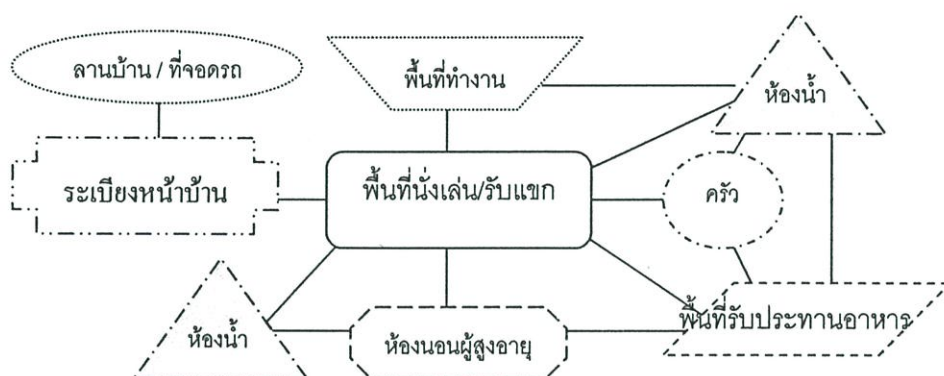 ลานบ้าน / ที่จอดรถ
พื้นที่ทำงาน
ห้องน้ำ
ระเบียงหน้าบ้าน
พื้นที่นั่งเล่น/รับแขก
ครัว
ห้องน้ำ
ห้องนอนผู้สูงอายุ
พื้นที่รับประทานอาหาร